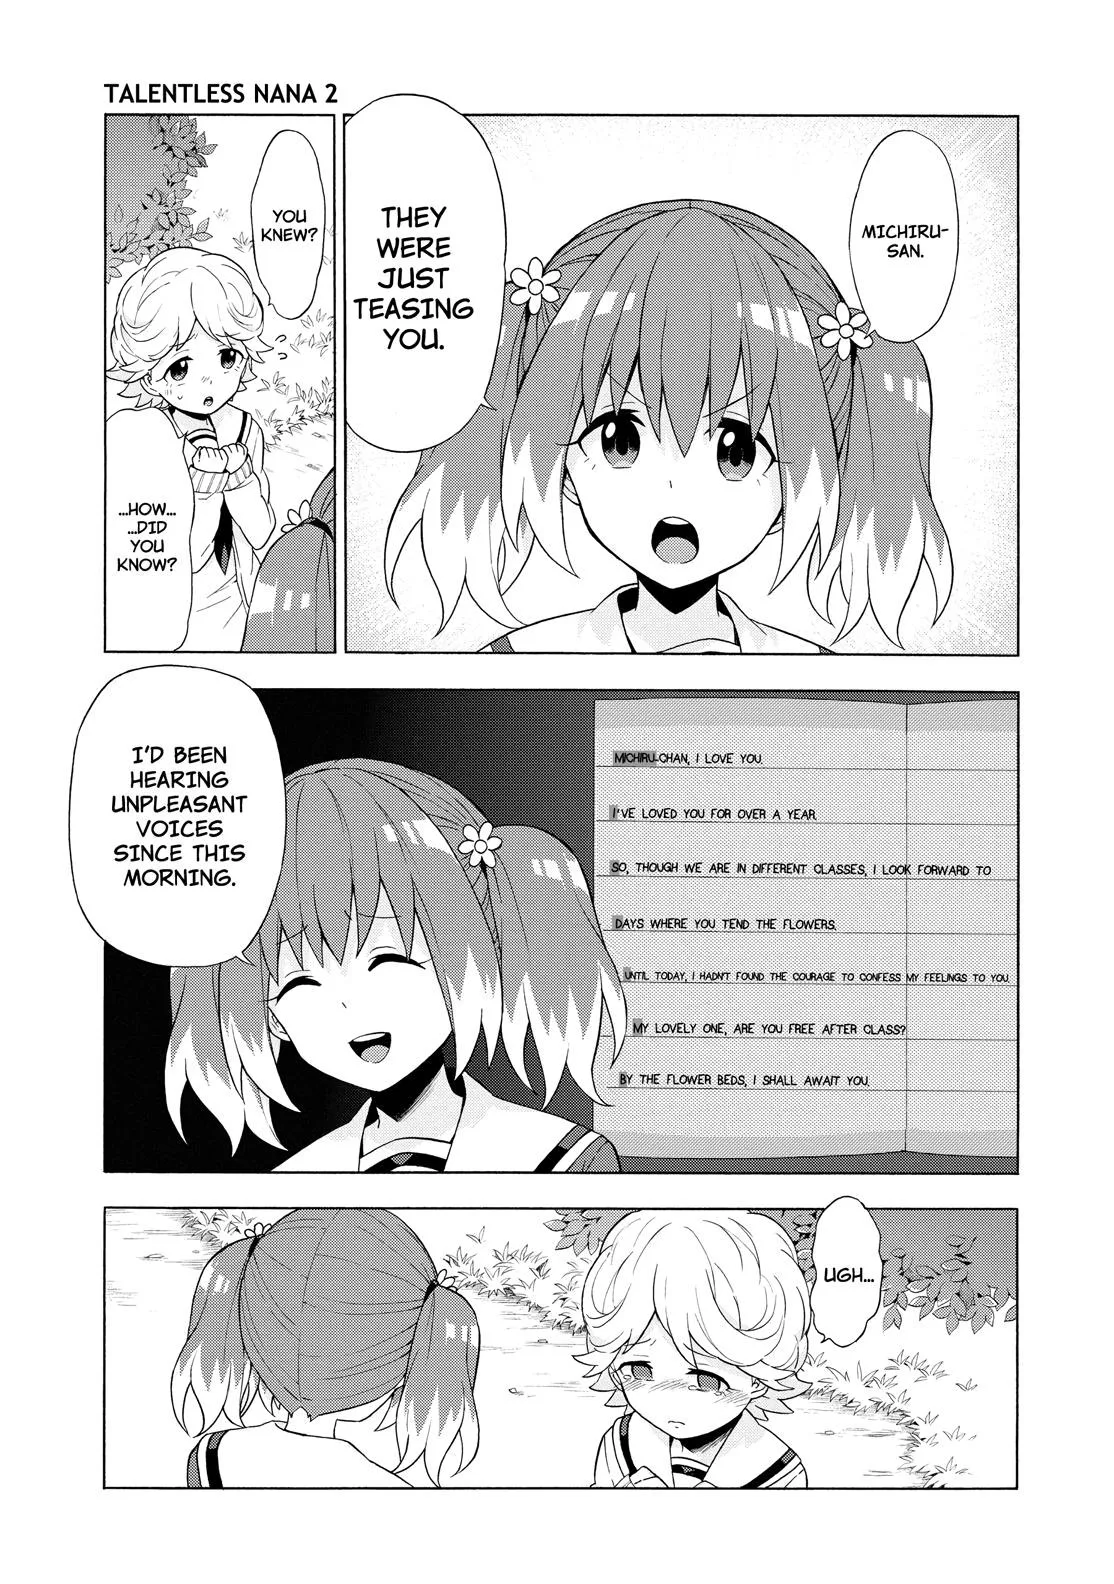 TALENTLESS NANA 2
MICHIRU-
SAN.
THEY
WERE
JUST
TEASING
YOU.
YOU
KNEW?
...HOW...
...DID
YOU
KNOW?
I'D BEEN
HEARING
UNPLEASANT
VOICES
SINCE THIS
MORNING.
MICHIRU-CHAN, I LOVE YOU.
I'VE LOVED YOU FOR OVER A YEAR.
SO, THOUGH WE ARE IN DIFFERENT CLASSES, I LOOK FORWARD TO
DAYS WHERE YOU TEND THE FLOWERS.
UNTIL TODAY, I HADN'T FOUND THE COURAGE TO CONFESS MY FEELINGS TO YOU.
MY LOVELY ONE, ARE YOU FREE AFTER CLASS?
BY THE FLOWER BEDS, I SHALL AWAIT YOU.
UGH...